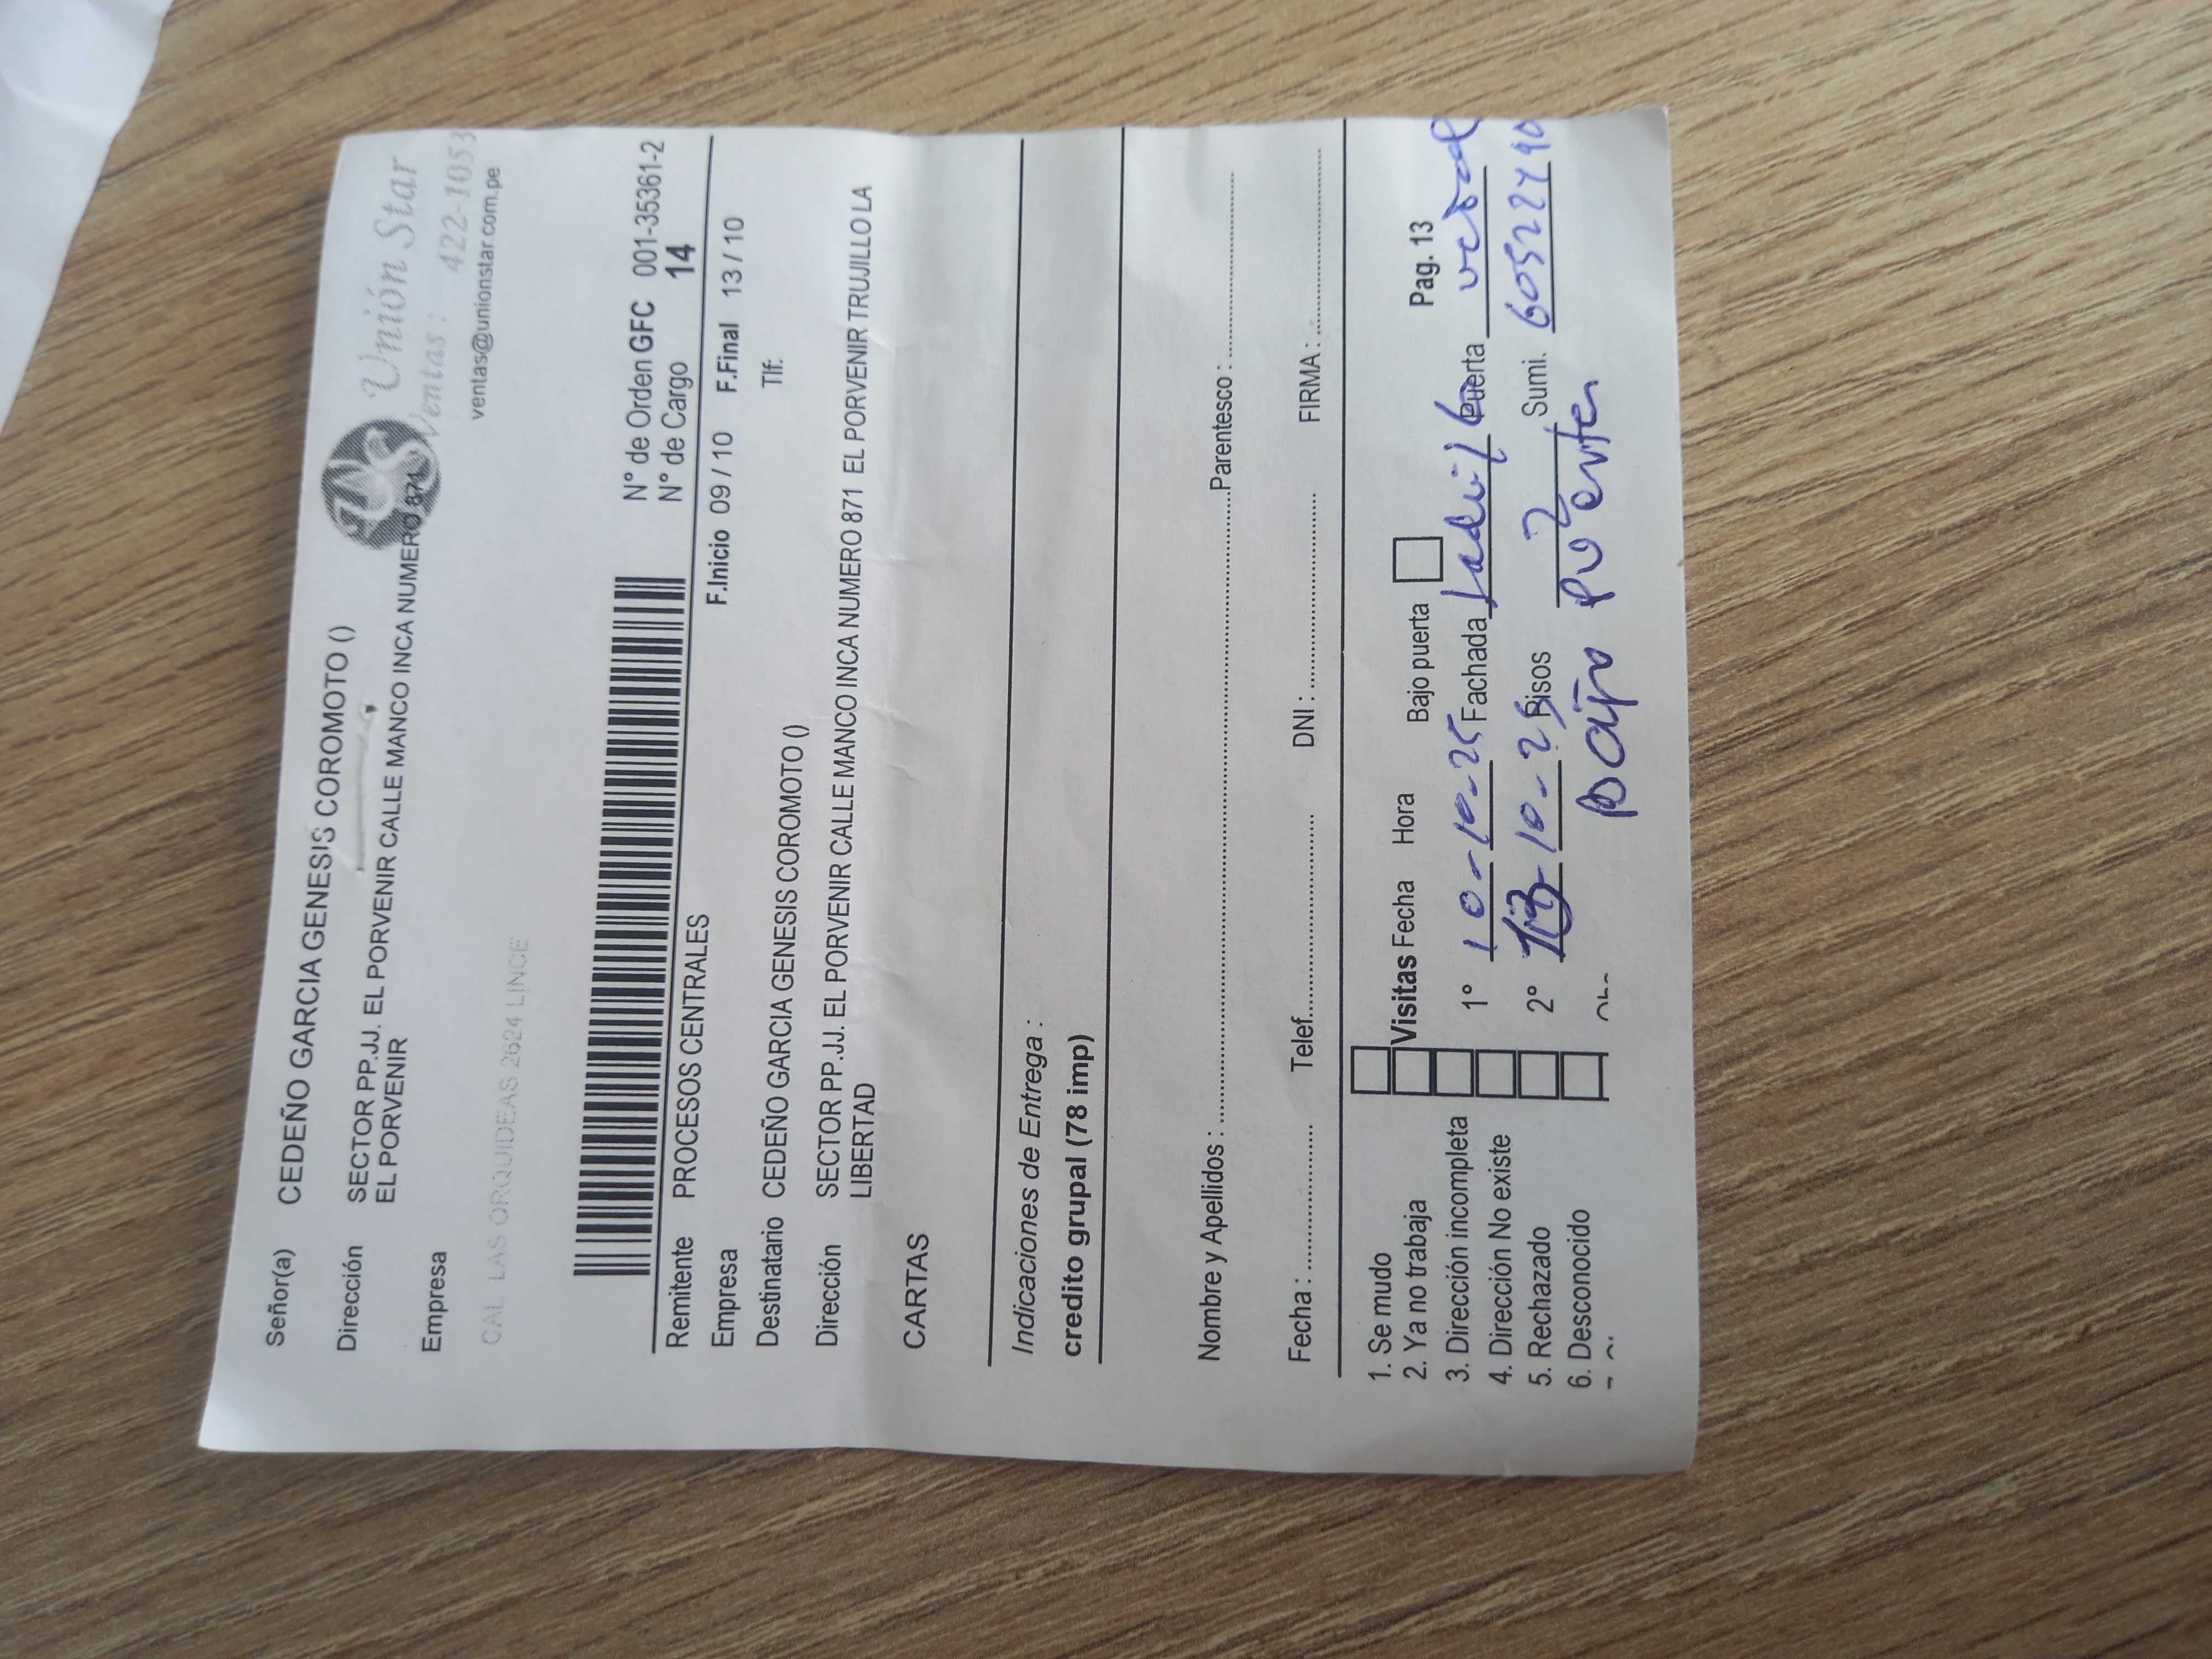 Señor(a) CEDEÑO GARCIA GENESIS COROMOTO ()
Unión Star
Ventas : 422-1053
ventas@unionstar.com.pe
Dirección SECTOR PP.JJ. EL PORVENIR CALLE MANCO INCA NUMERO 871
EL PORVENIR
Empresa
CAL LAS ORQUIDEAS 2624 LINCE
N° de Orden GFC 001-35361-2
N° de Cargo 14
Remitente PROCESOS CENTRALES
Empresa F.Inicio 09 / 10 F.Final 13 / 10
Destinatario CEDEÑO GARCIA GENESIS COROMOTO () Tlf:
Dirección SECTOR PP.JJ. EL PORVENIR CALLE MANCO INCA NUMERO 871 EL PORVENIR TRUJILLO LA
LIBERTAD
CARTAS
Indicaciones de Entrega :
credito grupal (78 imp)
Nombre y Apellidos : Parentesco :
Fecha : Telef. DNI : FIRMA :
1. Se mudo
2. Ya no trabaja Visitas Fecha Hora Bajo puerta Pag. 13
3. Dirección incompleta 1° 10-10-25 Fachada Ladrillo Puerta
4. Dirección No existe
5. Rechazado 2° 13-10-25 Pisos 2 Sumi.
6. Desconocido bajo puerta